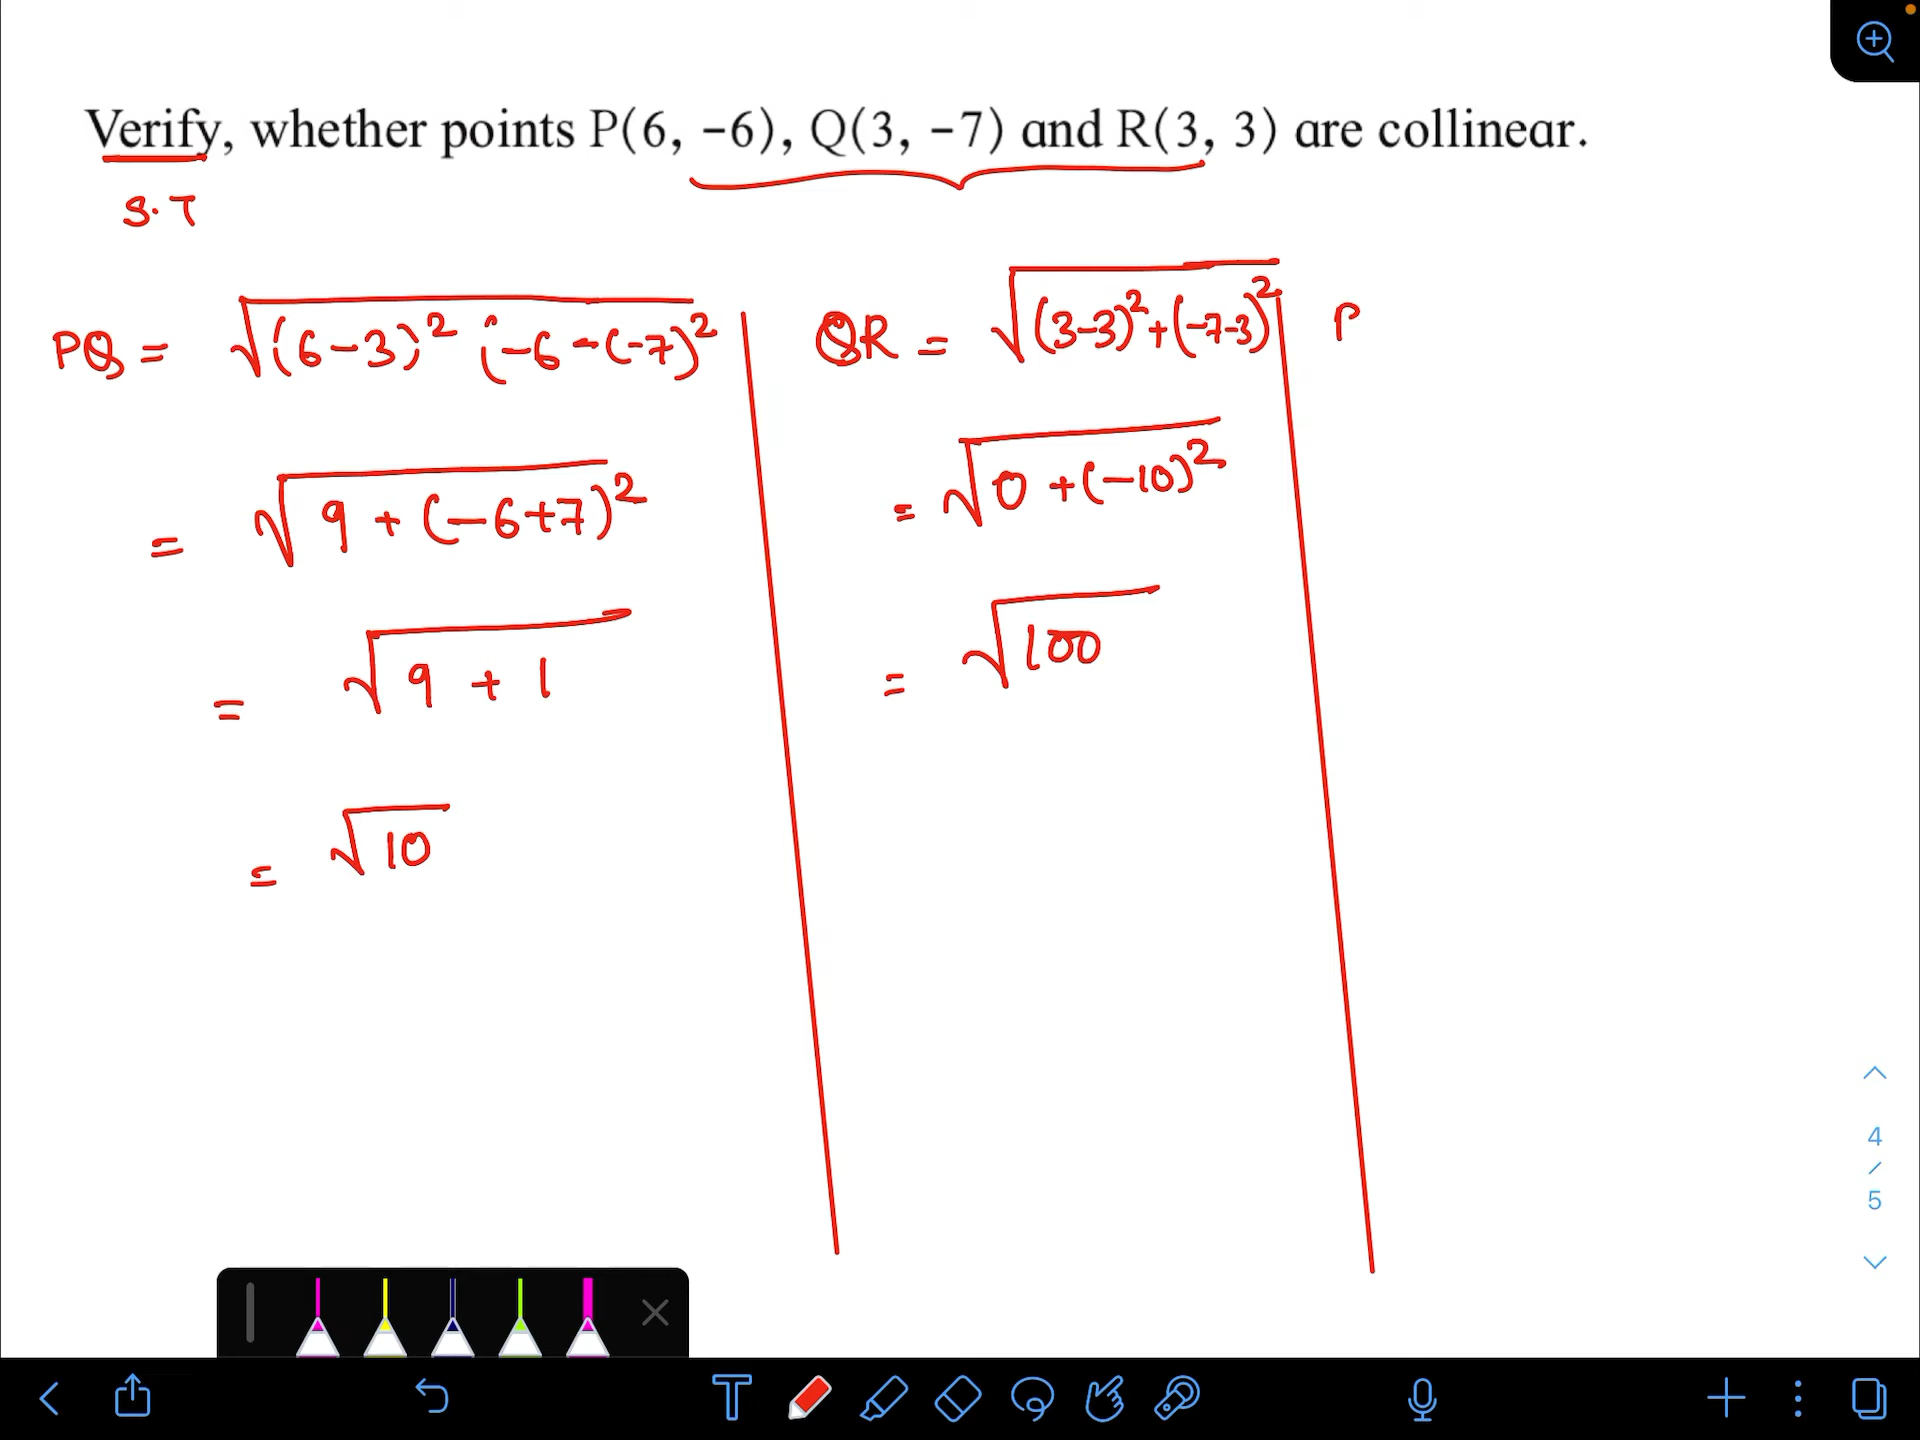 Verify, whether points P(6, −6), Q(3, −7) and R(3, 3) are collinear.
S.T
PQ = √(6−3)² (−6−(−7)²
= √9 + (−6+7)²
= √9 + 1
= √10
QR = √(3−3)²+(−7−3)²
= √0 +(−10)²
= √100
P
4
/
5
T